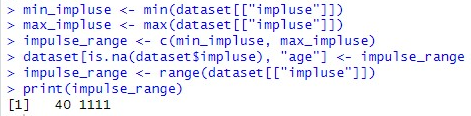 > min_impluse <- min(dataset[["impluse"]])
> max_impluse <- max(dataset[["impluse"]])
> impulse_range <- c(min_impluse, max_impluse)
> dataset[is.na(dataset$impluse), "age"] <- impulse_range
> impulse_range <- range(dataset[["impluse"]])
> print(impulse_range)
[1]   40 1111